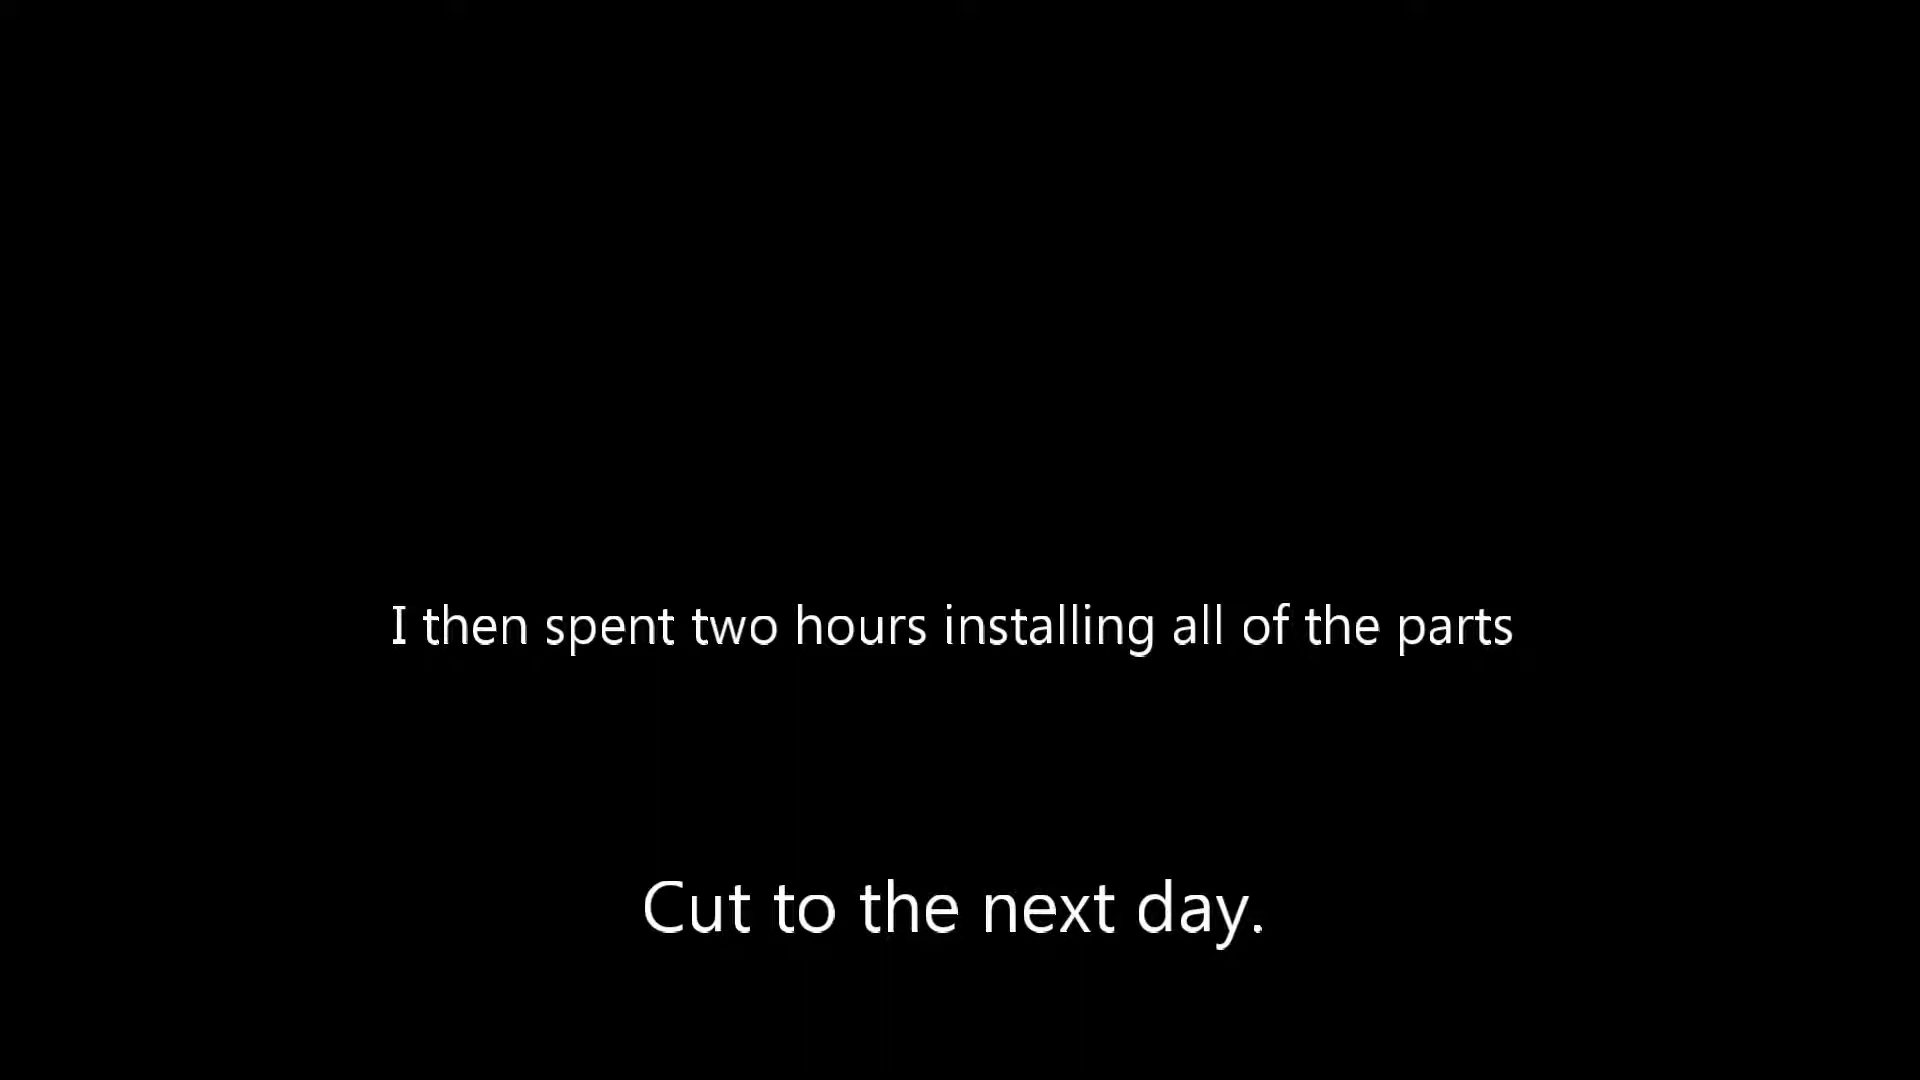 I then spent two hours installing all of the parts
Cut to the next day.